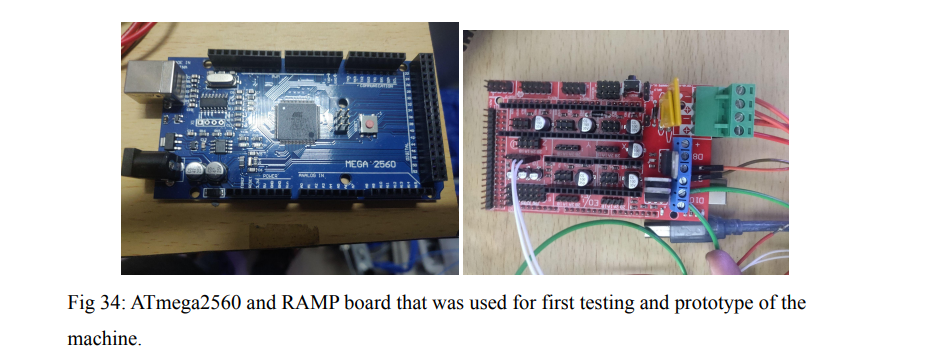 MEGA 2560
COMMUNICATION
POWER
ANALOG IN
DIGITAL
D8
Fig 34: ATmega2560 and RAMP board that was used for first testing and prototype of the
machine.